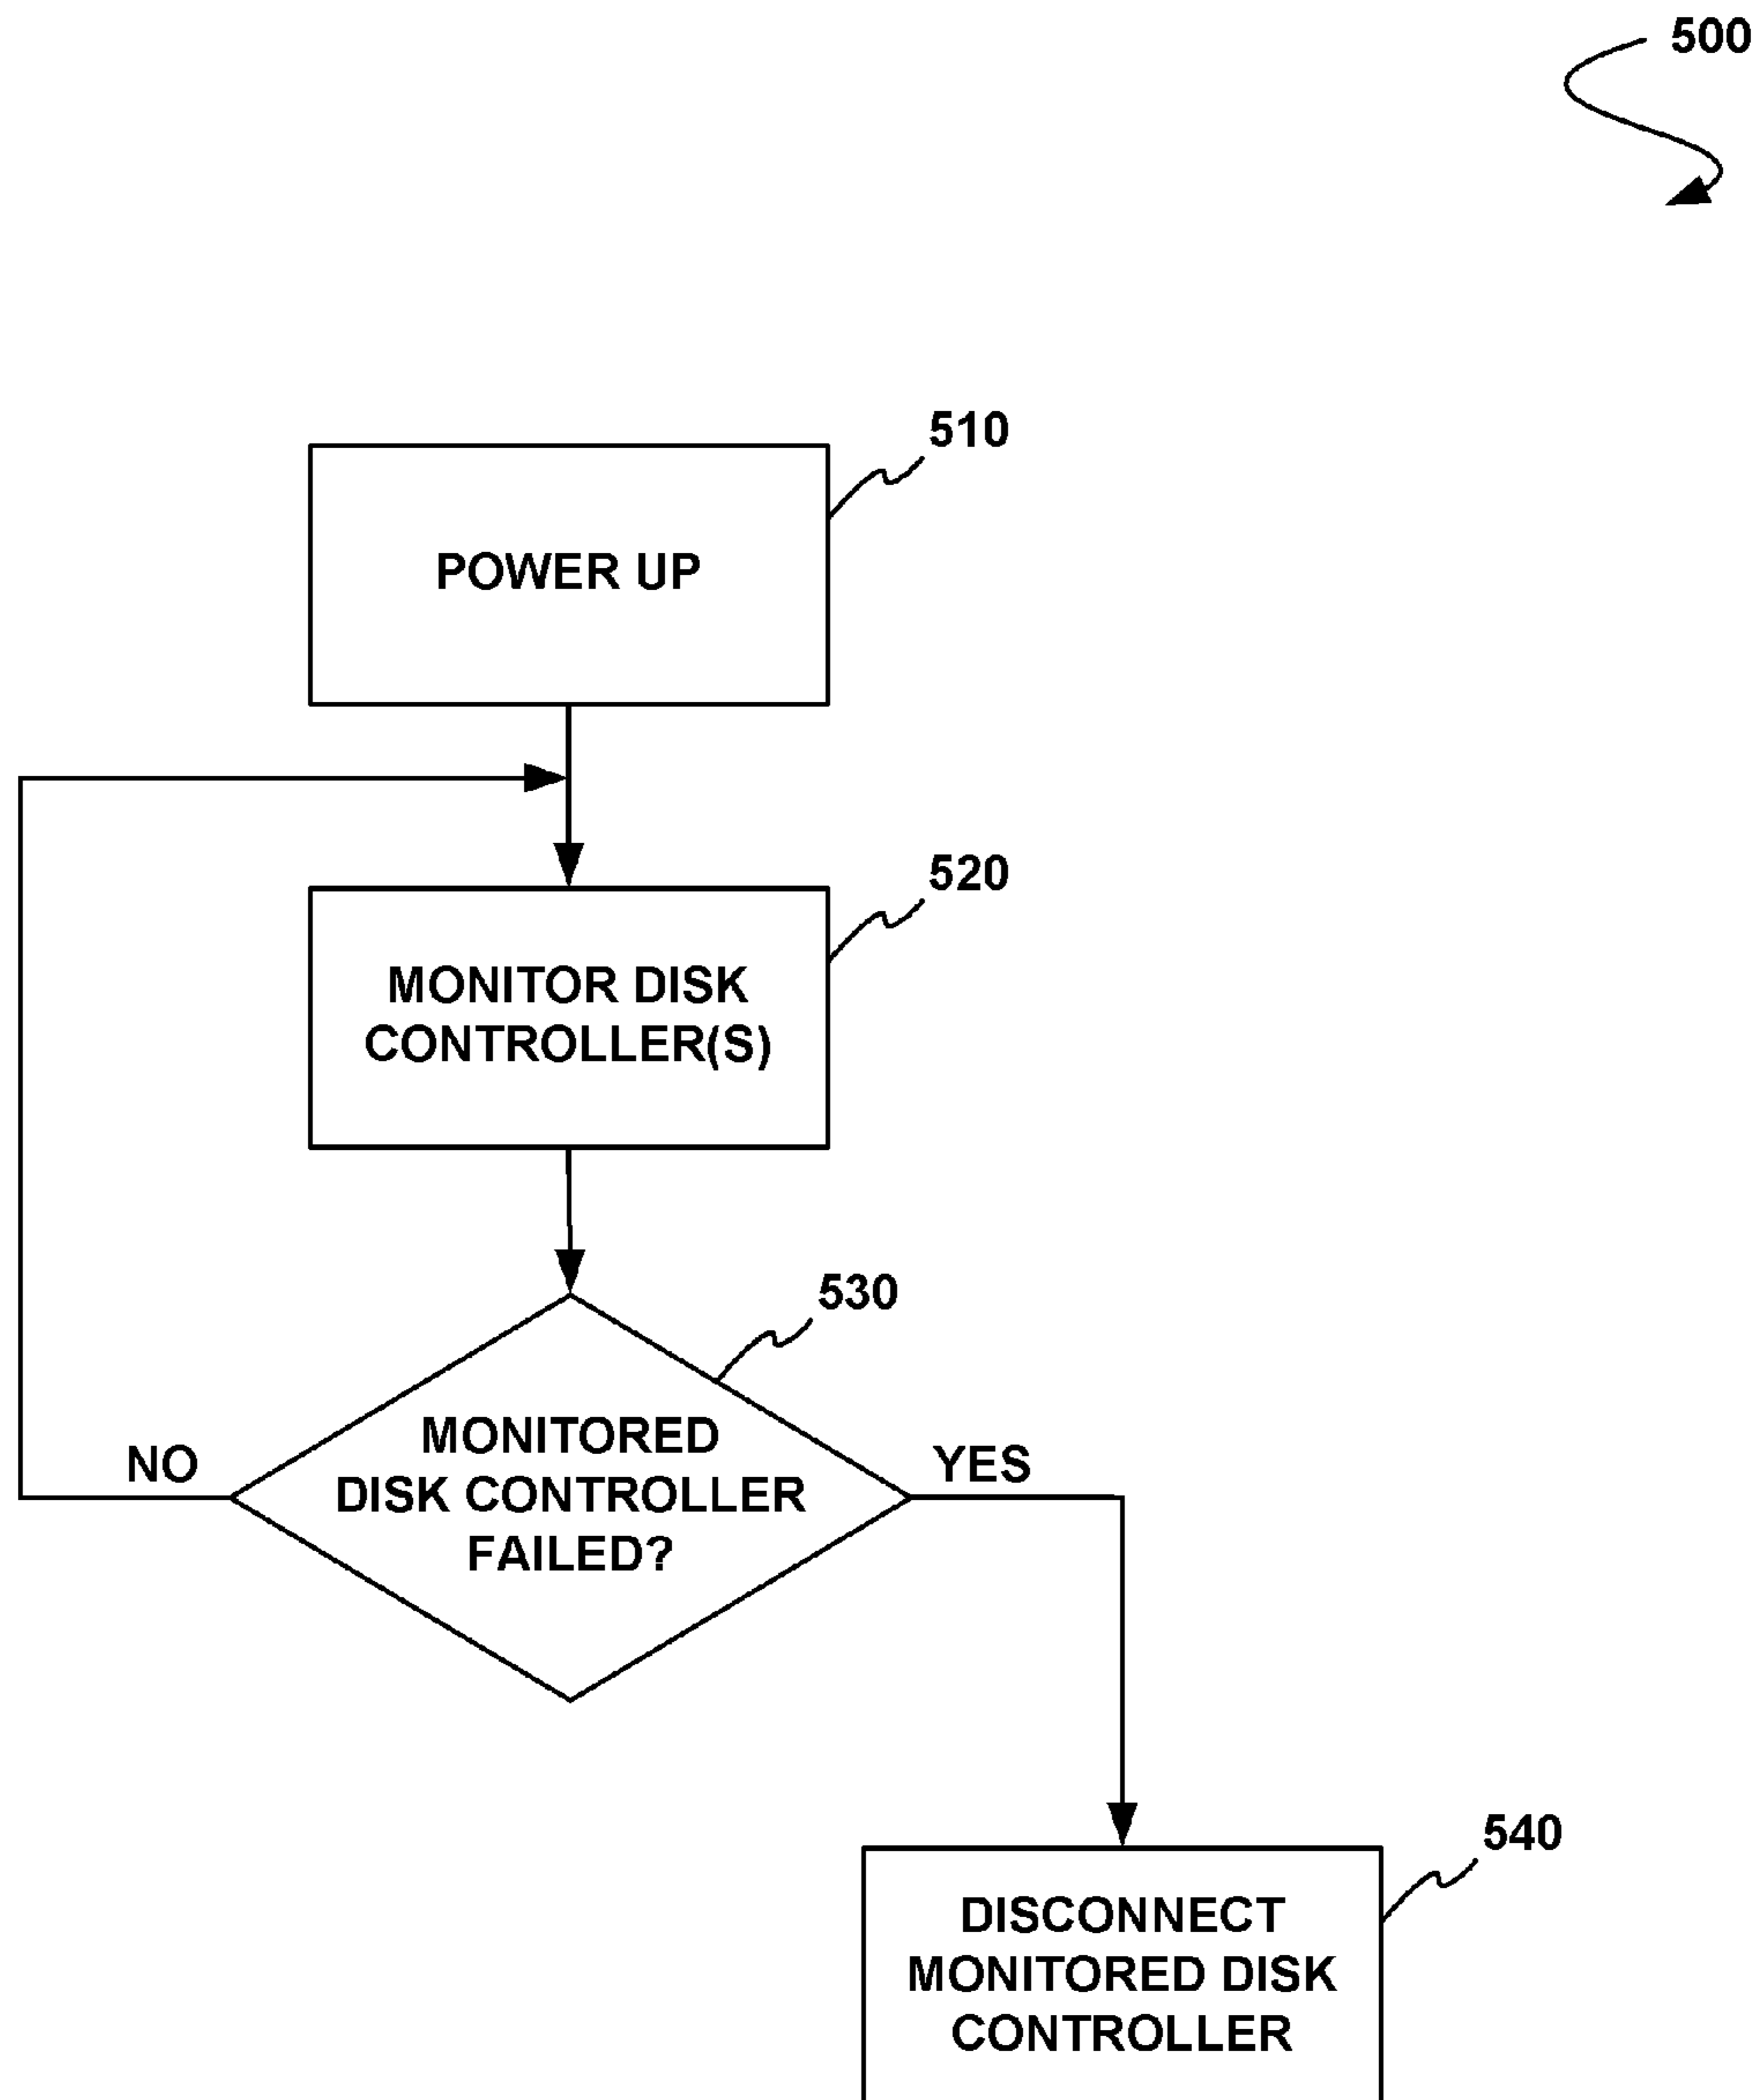 500
510
POWER UP
520
MONITOR DISK
CONTROLLER(S)
530
MONITORED
DISK CONTROLLER
FAILED?
NO
YES
540
DISCONNECT
MONITORED DISK
CONTROLLER